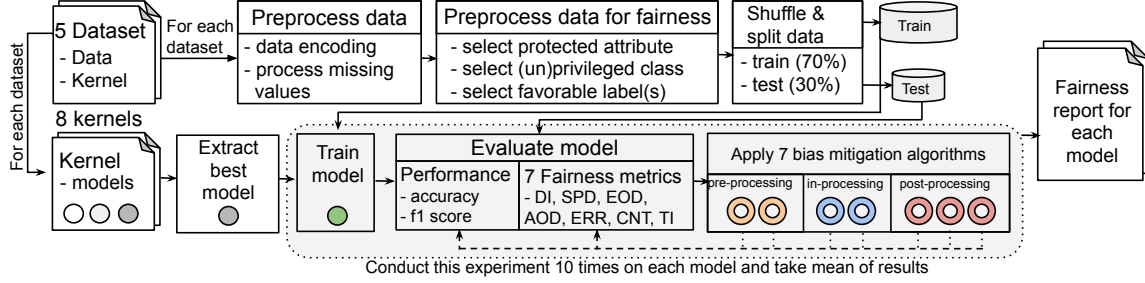 5 Dataset
- Data
- Kernel
For each
dataset
Preprocess data
- data encoding
- process missing
values
Preprocess data for fairness
- select protected attribute
- select (un)privileged class
- select favorable label(s)
Shuffle &
split data
- train (70%)
- test (30%)
Train
Test
Fairness
report for
each
model
For each dataset
8 kernels
Kernel
- models
Extract
best
model
Train
model
Evaluate model
Performance
- accuracy
- f1 score
7 Fairness metrics
- DI, SPD, EOD,
AOD, ERR, CNT, TI
Apply 7 bias mitigation algorithms
pre-processing
in-processing
post-processing
Conduct this experiment 10 times on each model and take mean of results